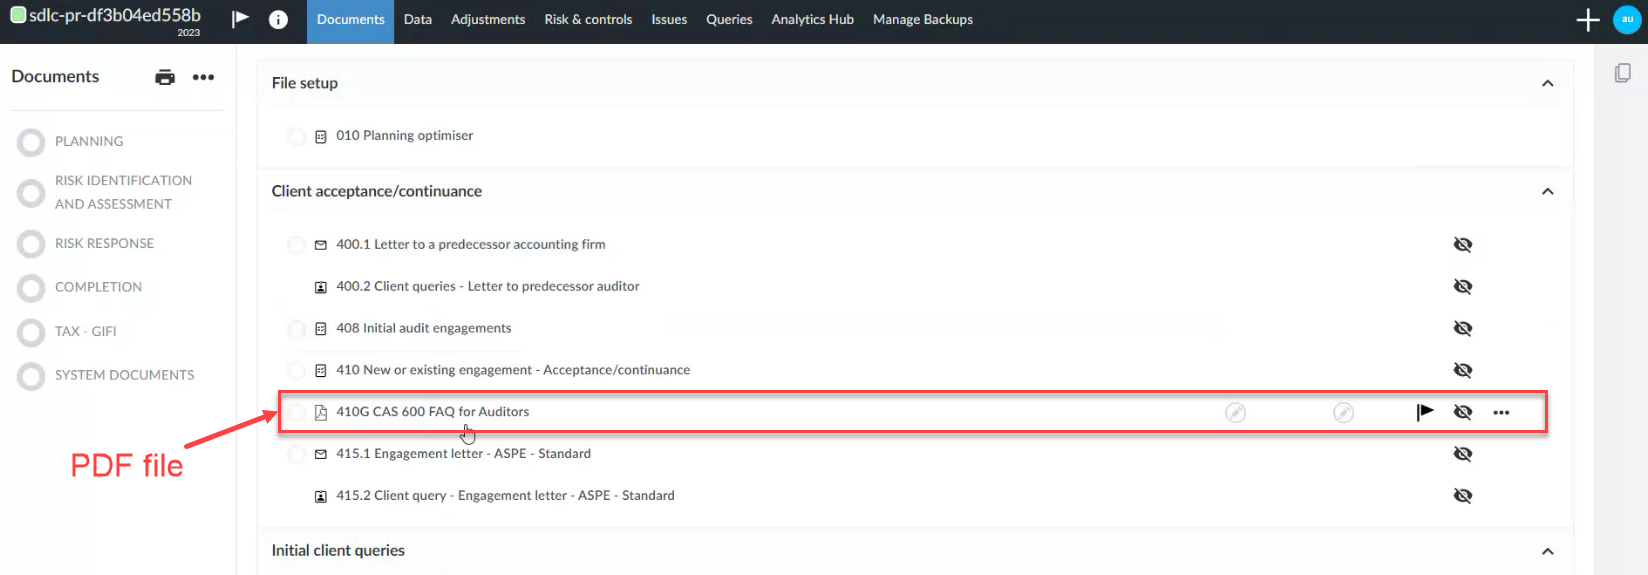 sdlc-pr-df3b04ed558b
2023
Documents Data Adjustments Risk & controls Issues Queries Analytics Hub Manage Backups
au
Documents
PLANNING
RISK IDENTIFICATION
AND ASSESSMENT
RISK RESPONSE
COMPLETION
TAX - GIFI
SYSTEM DOCUMENTS
File setup
010 Planning optimiser
Client acceptance/continuance
400.1 Letter to a predecessor accounting firm
400.2 Client queries - Letter to predecessor auditor
408 Initial audit engagements
410 New or existing engagement - Acceptance/continuance
410G CAS 600 FAQ for Auditors
PDF file
415.1 Engagement letter - ASPE - Standard
415.2 Client query - Engagement letter - ASPE - Standard
Initial client queries